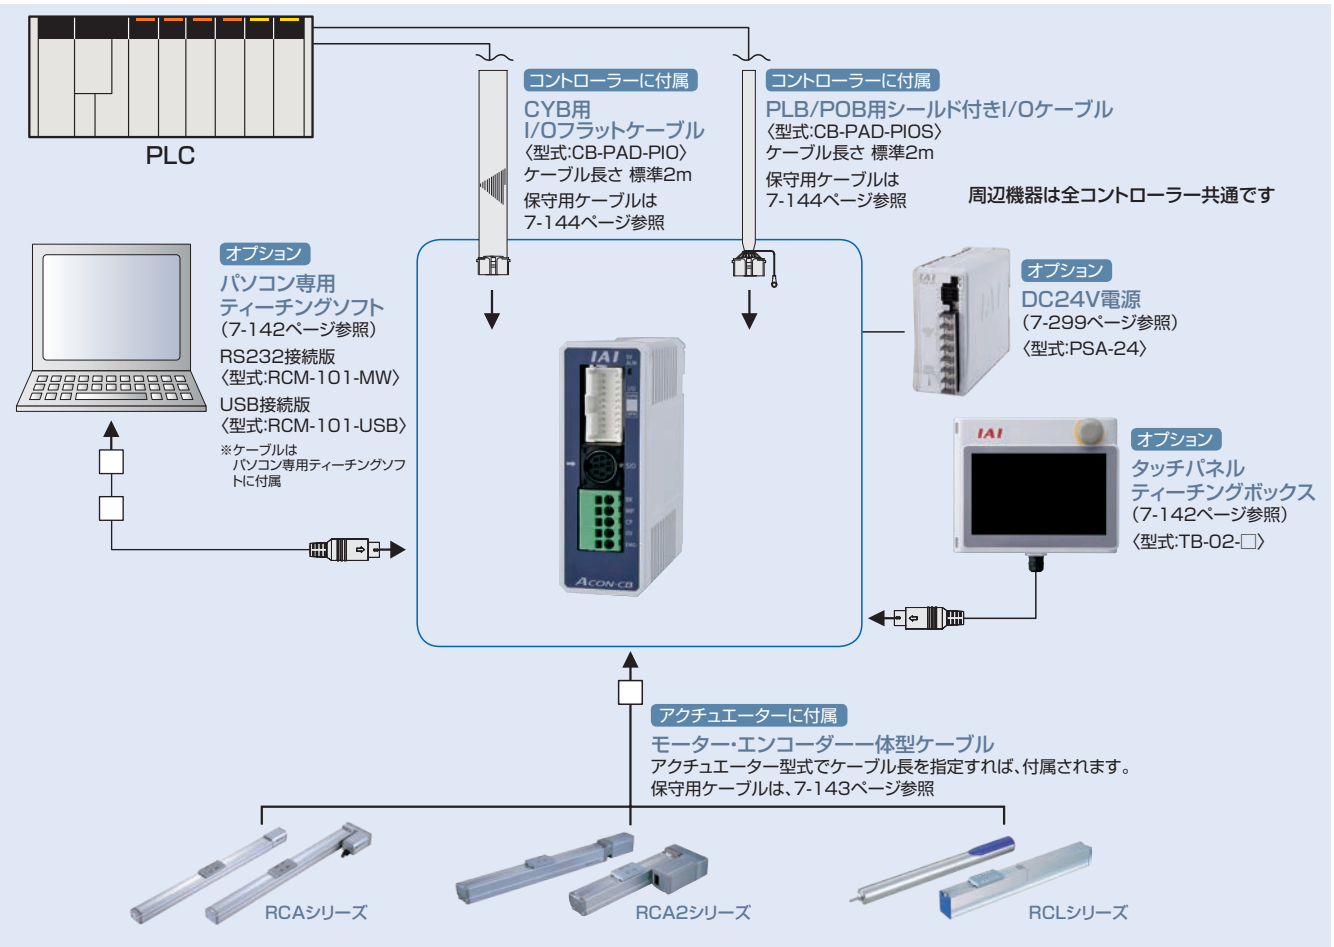 PLC
コントローラーに付属
CYB用
I/Oフラットケーブル
〈型式:CB-PAD-PIO〉
ケーブル長さ 標準2m
保守用ケーブルは
7-144ページ参照
コントローラーに付属
PLB/POB用シールド付きI/Oケーブル
〈型式:CB-PAD-PIOS〉
ケーブル長さ 標準2m
保守用ケーブルは
7-144ページ参照
周辺機器は全コントローラー共通です
オプション
パソコン専用
ティーチングソフト
(7-142ページ参照)
RS232接続版
〈型式:RCM-101-MW〉
USB接続版
〈型式:RCM-101-USB〉
※ケーブルは
パソコン専用ティーチングソフ
トに付属
IAI
SIO
ACON-CB
IAI
オプション
DC24V電源
(7-299ページ参照)
〈型式:PSA-24〉
IAI
オプション
タッチパネル
ティーチングボックス
(7-142ページ参照)
〈型式:TB-02-□〉
アクチュエーターに付属
モーター・エンコーダー一体型ケーブル
アクチュエーター型式でケーブル長を指定すれば、付属されます。
保守用ケーブルは、7-143ページ参照
RCAシリーズ
RCA2シリーズ
RCLシリーズ